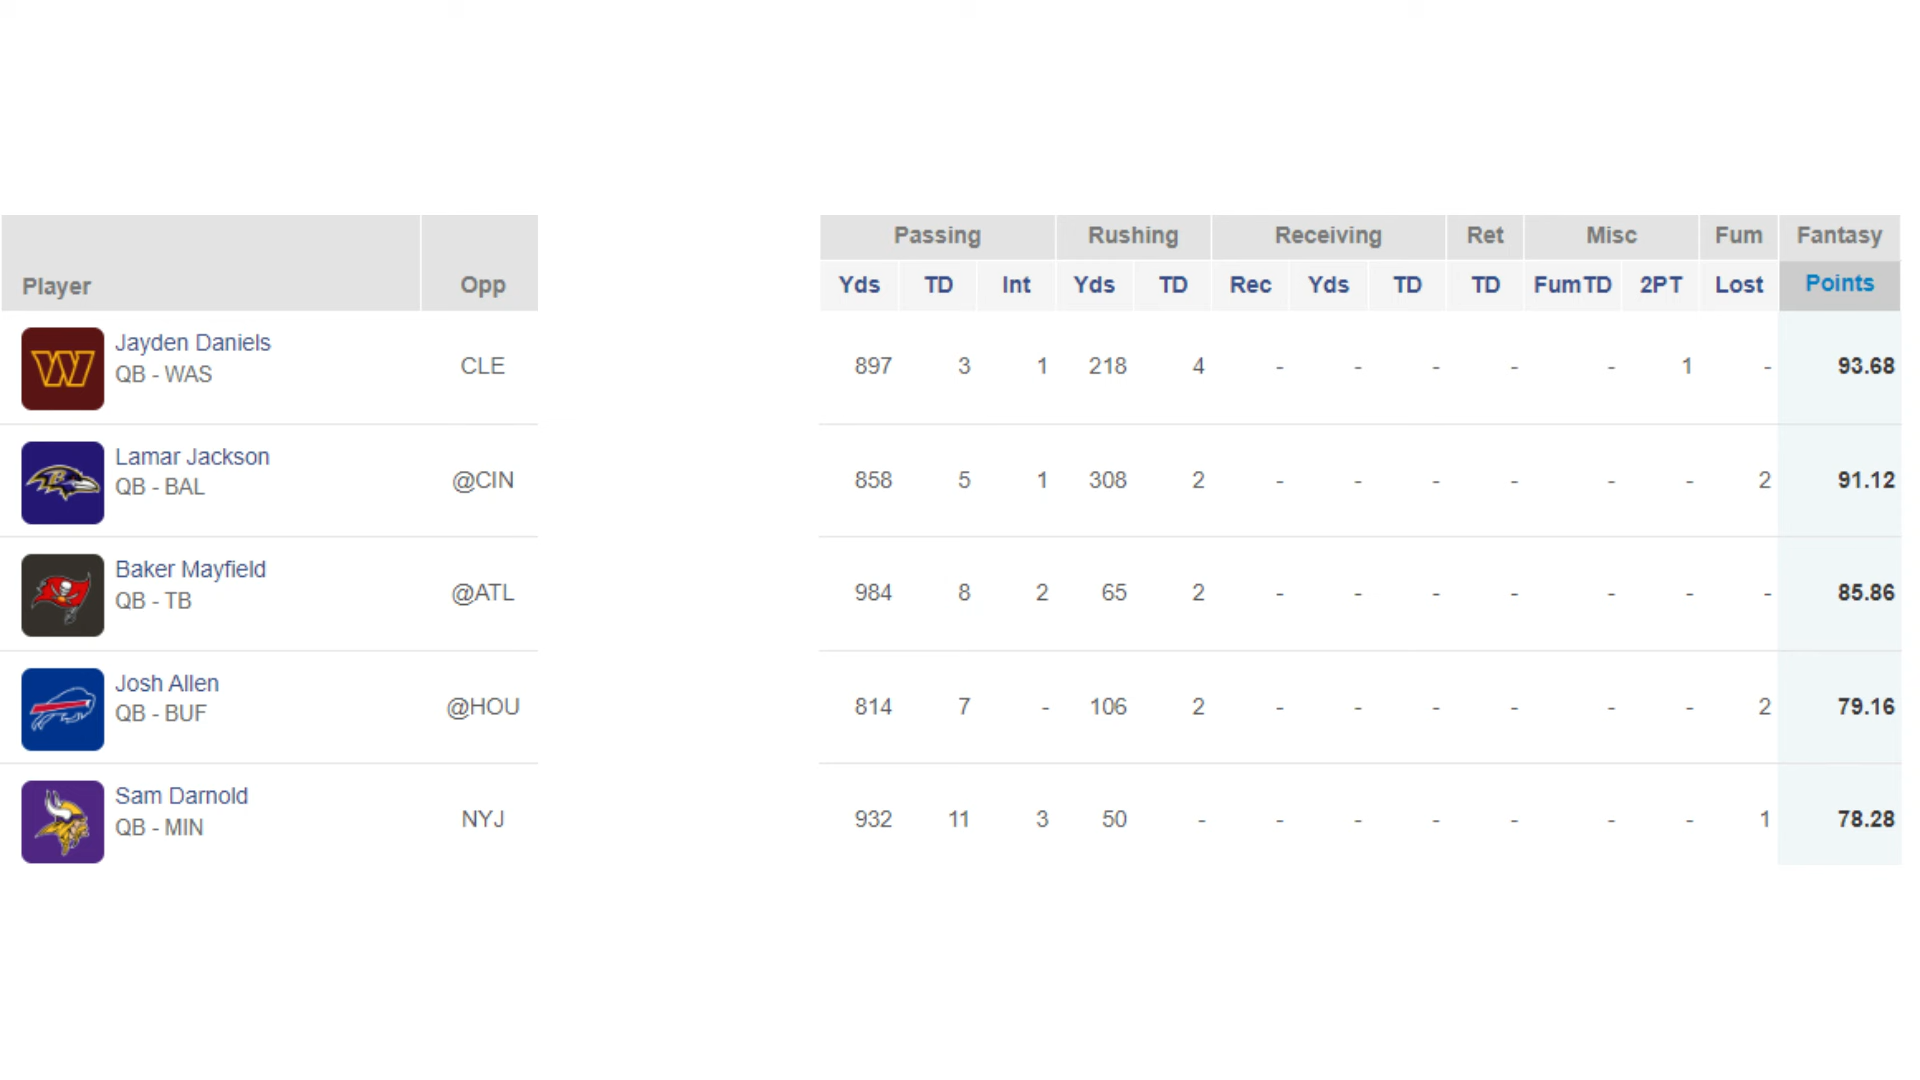 Passing Rushing Receiving Ret Misc Fum Fantasy
Player Opp Yds TD Int Yds TD Rec Yds TD TD FumTD 2PT Lost Points
Jayden Daniels
QB - WAS CLE 897 3 1 218 4 - - - - - 1 - 93.68
Lamar Jackson
QB - BAL @CIN 858 5 1 308 2 - - - - - - 2 91.12
Baker Mayfield
QB - TB @ATL 984 8 2 65 2 - - - - - - - 85.86
Josh Allen
QB - BUF @HOU 814 7 - 106 2 - - - - - - 2 79.16
Sam Darnold
QB - MIN NYJ 932 11 3 50 - - - - - - - 1 78.28